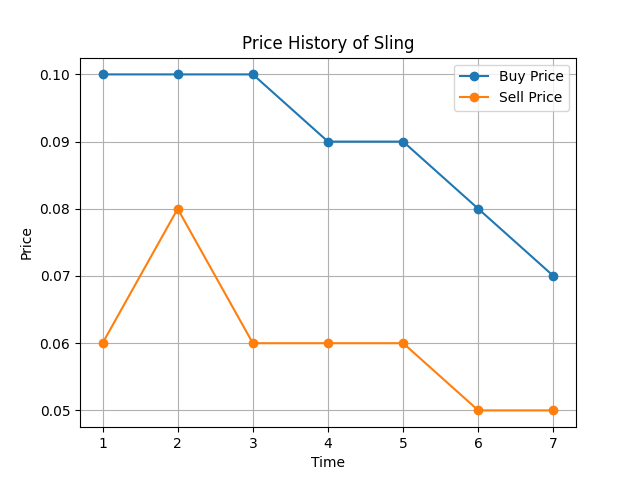 Price History of Sling
Buy Price
Sell Price
Price
0.10
0.09
0.08
0.07
0.06
0.05
1 2 3 4 5 6 7
Time